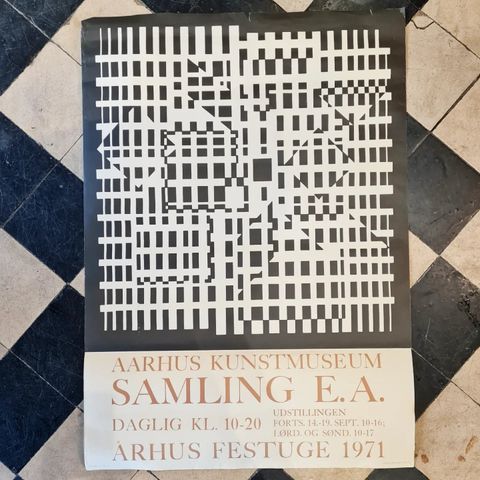 AARHUS KUNSTMUSEUM
SAMLING E.A.
DAGLIG KL. 10-20
UDSTILLINGEN
FORTS. 14.-19. SEPT. 10-16;
LØRD. OG SØND. 10-17
ÅRHUS FESTUGE 1971